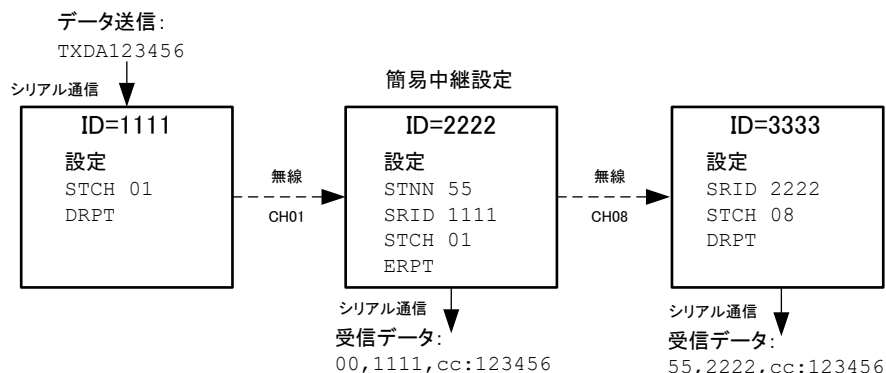 データ送信:
TXDA123456
シリアル通信
ID=1111
設定
STCH 01
DRPT
無線
CH01
簡易中継設定
ID=2222
設定
STNN 55
SRID 1111
STCH 01
ERPT
シリアル通信
受信データ:
00,1111,cc:123456
無線
CH08
ID=3333
設定
SRID 2222
STCH 08
DRPT
シリアル通信
受信データ:
55,2222,cc:123456